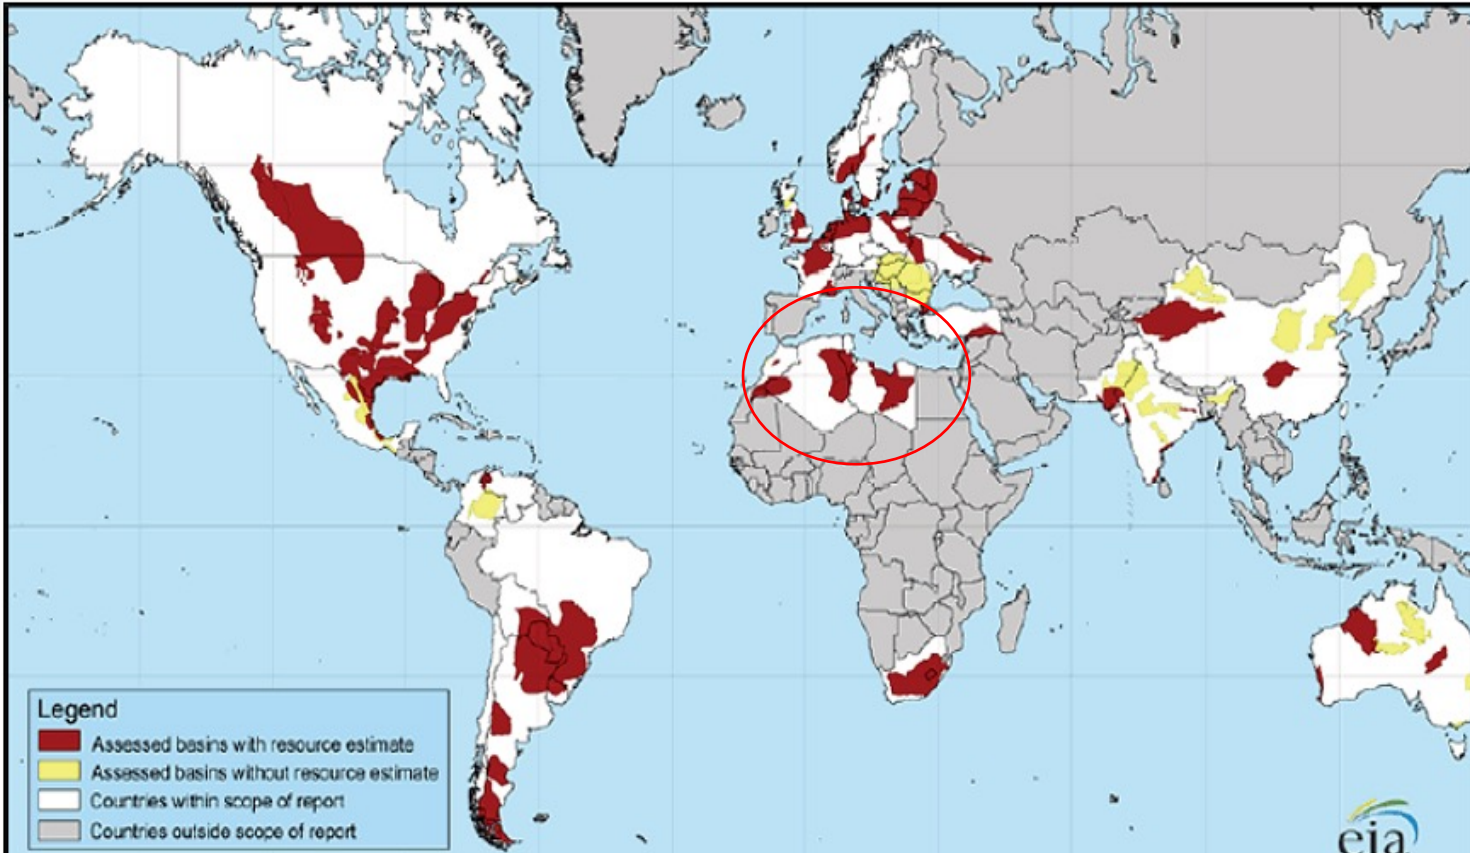 Legend
Assessed basins with resource estimate
Assessed basins without resource estimate
Countries within scope of report
Countries outside scope of report
eia